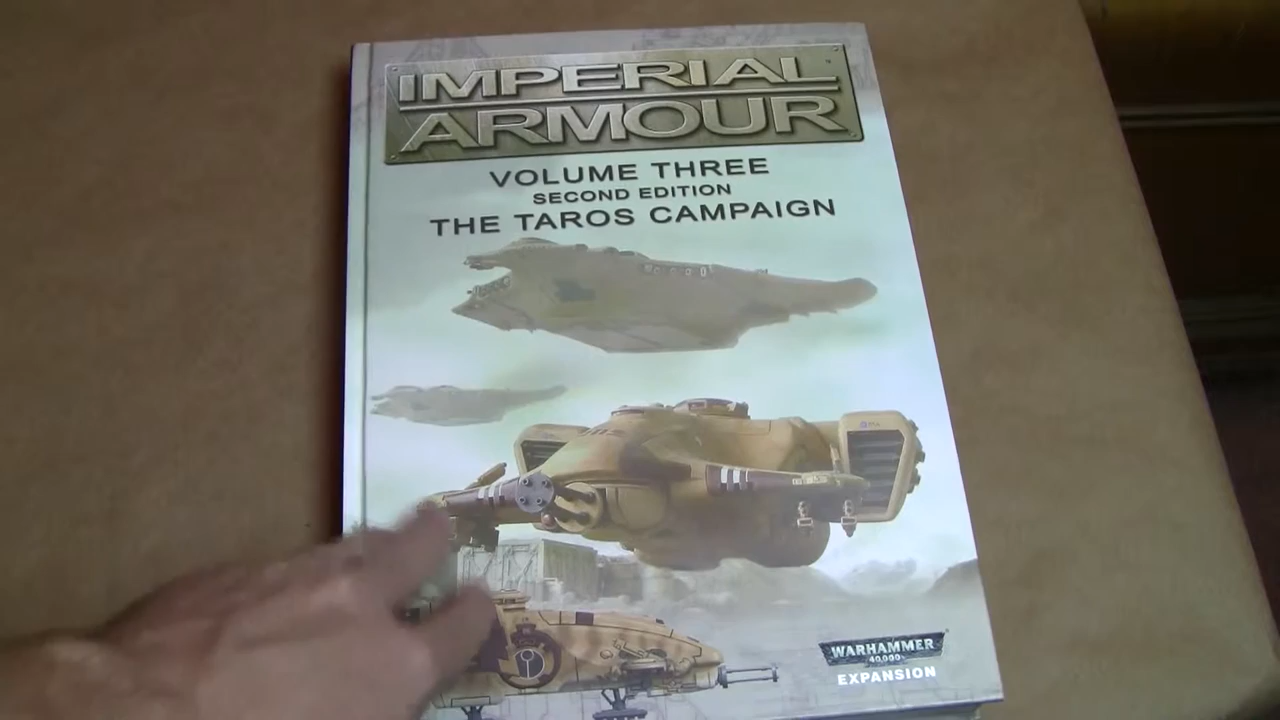 IMPERIAL
ARMOUR
VOLUME THREE
SECOND EDITION
THE TAROS CAMPAIGN
WARHAMMER
40,000
EXPANSION